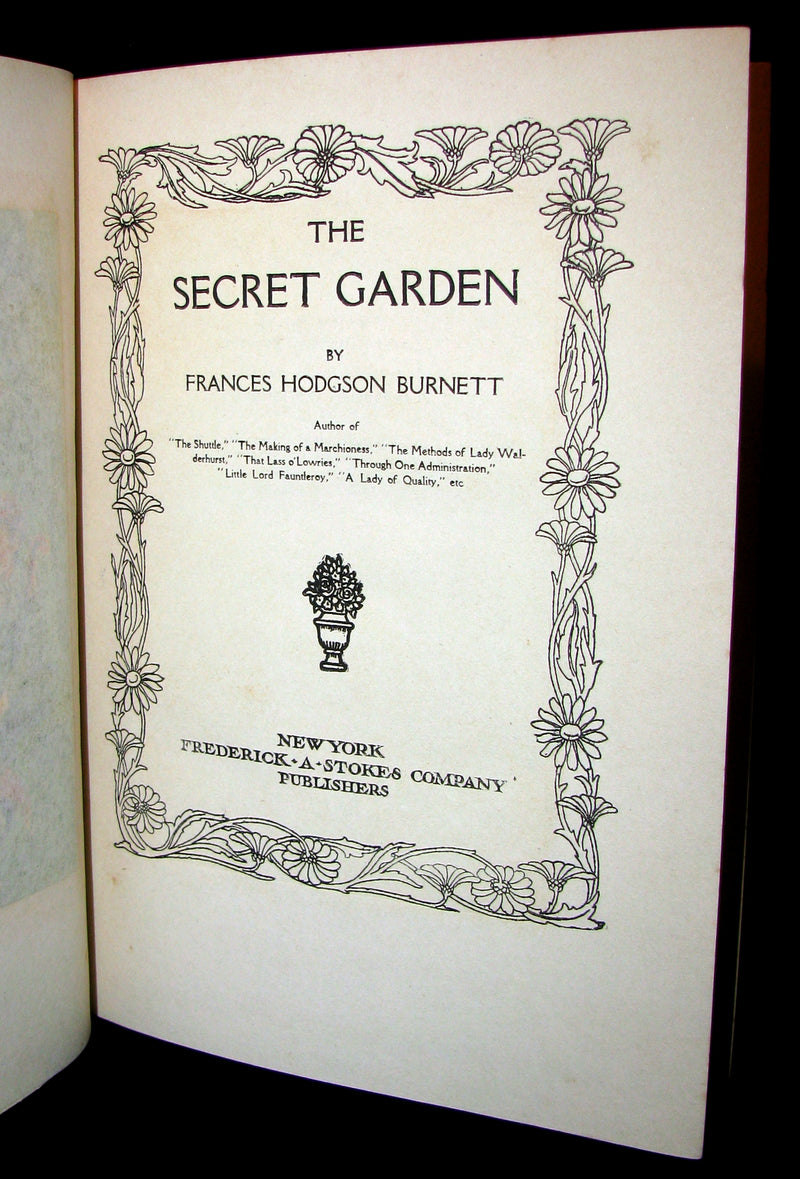 THE
SECRET GARDEN
BY
FRANCES HODGSON BURNETT
Author of
"The Shuttle," "The Making of a Marchioness," "The Methods of Lady Wal-
derhurst," "That Lass o'Lowries," "Through One Administration,"
"Little Lord Fauntleroy," "A Lady of Quality," etc
NEW YORK
FREDERICK·A·STOKES COMPANY
PUBLISHERS